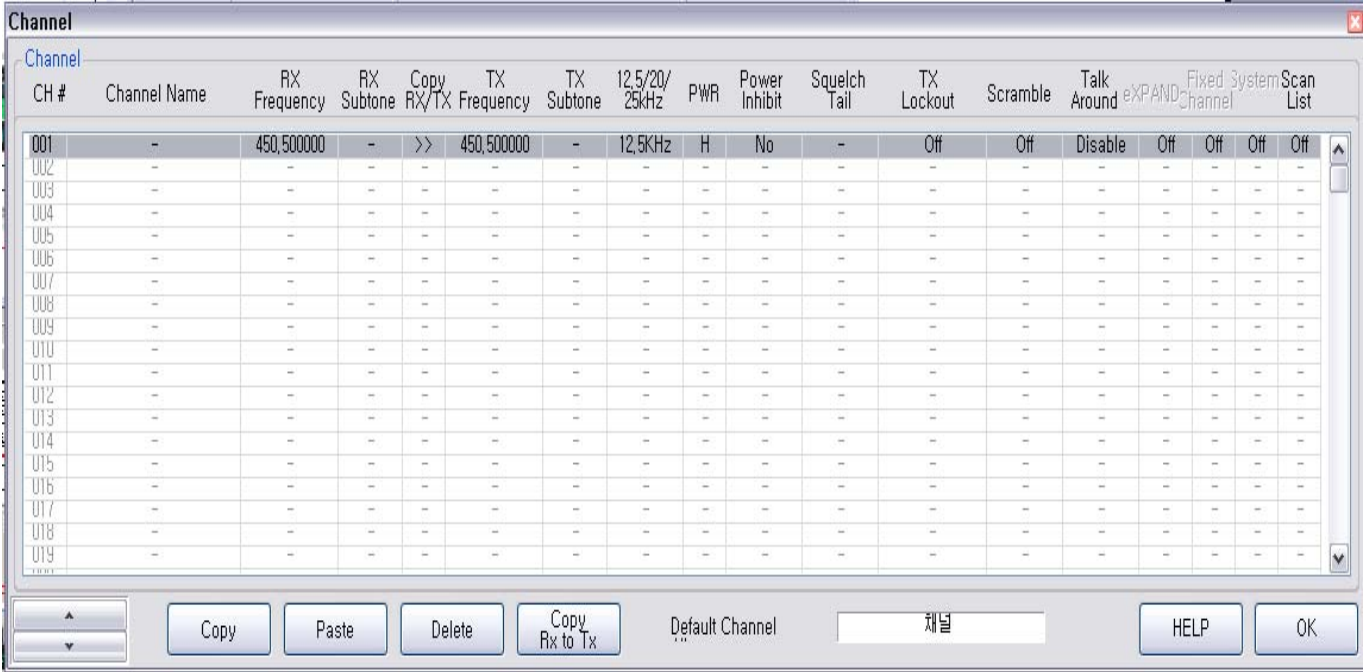 Channel
Channel
CH # Channel Name RX Frequency RX Subtone Copy RX/TX TX Frequency TX Subtone 12,5/20/25kHz PWR Power Inhibit Squelch Tail TX Lockout Scramble Talk Around eXPAND Fixed Channel System Scan List
001 - 450,500000 - >> 450,500000 - 12,5KHz H No - Off Off Disable Off Off Off Off
002 - - - - - - - - - - - - - - - - -
003 - - - - - - - - - - - - - - - - -
004 - - - - - - - - - - - - - - - - -
005 - - - - - - - - - - - - - - - - -
006 - - - - - - - - - - - - - - - - -
007 - - - - - - - - - - - - - - - - -
008 - - - - - - - - - - - - - - - - -
009 - - - - - - - - - - - - - - - - -
010 - - - - - - - - - - - - - - - - -
011 - - - - - - - - - - - - - - - - -
012 - - - - - - - - - - - - - - - - -
013 - - - - - - - - - - - - - - - - -
014 - - - - - - - - - - - - - - - - -
015 - - - - - - - - - - - - - - - - -
016 - - - - - - - - - - - - - - - - -
017 - - - - - - - - - - - - - - - - -
018 - - - - - - - - - - - - - - - - -
019 - - - - - - - - - - - - - - - - -
Copy Paste Delete Copy Rx to Tx Default Channel 채널 HELP OK